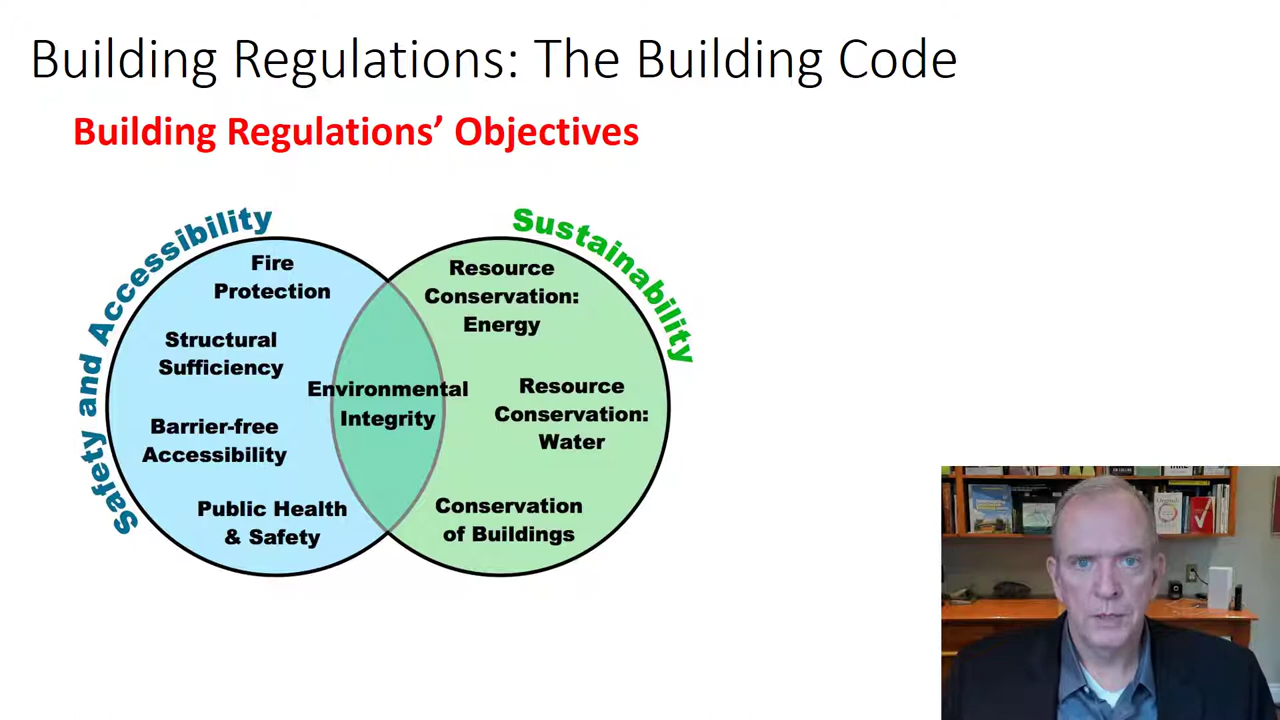 Building Regulations: The Building Code
Building Regulations’ Objectives
Safety and Accessibility
Sustainability
Fire
Protection
Structural
Sufficiency
Barrier-free
Accessibility
Public Health
& Safety
Environmental
Integrity
Resource
Conservation:
Energy
Resource
Conservation:
Water
Conservation
of Buildings